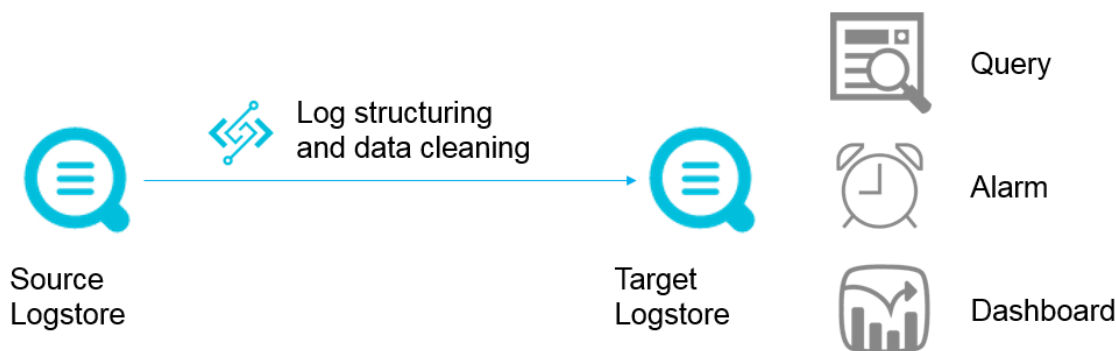 Log structuring
and data cleaning
Source
Logstore
Target
Logstore
Query
Alarm
Dashboard